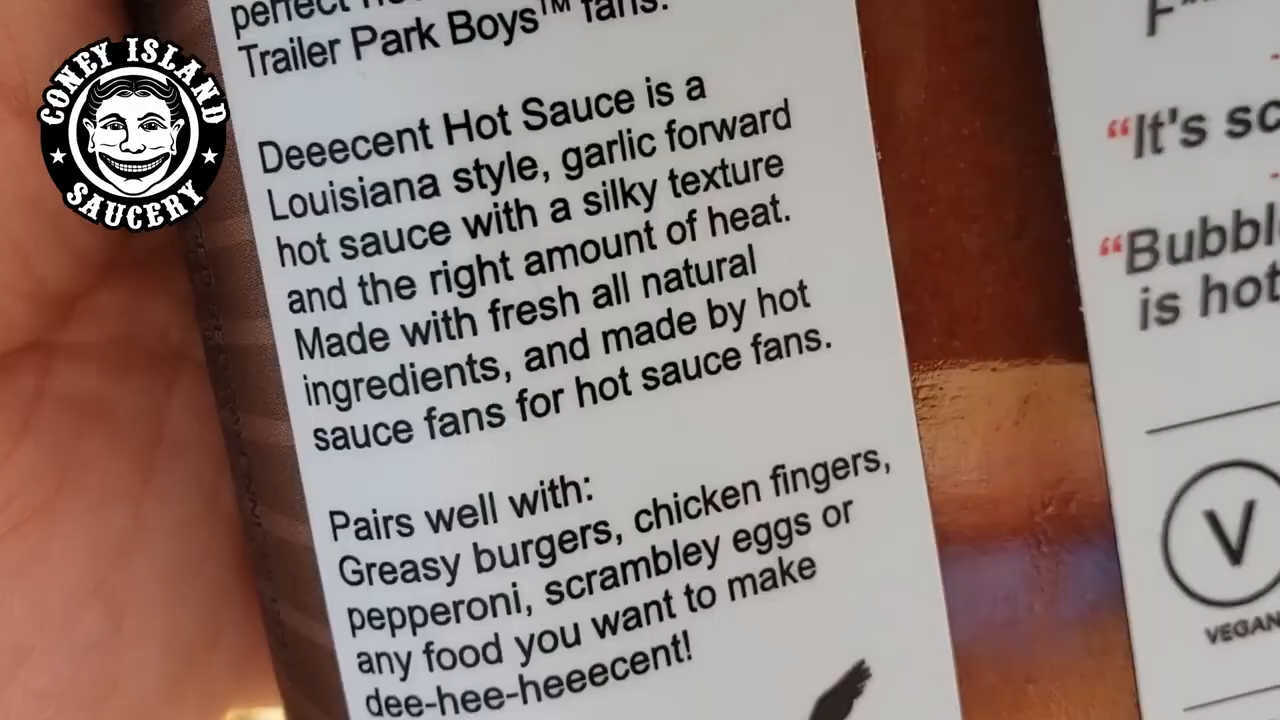 CONEY ISLAND
SAUCERY
perfect
Trailer Park Boys™ fans.
Deeecent Hot Sauce is a
Louisiana style, garlic forward
hot sauce with a silky texture
and the right amount of heat.
Made with fresh all natural
ingredients, and made by hot
sauce fans for hot sauce fans.
Pairs well with:
Greasy burgers, chicken fingers,
pepperoni, scrambley eggs or
any food you want to make
dee-hee-heeecent!
“It's
“Bubbl
is hot
V
VEGAN